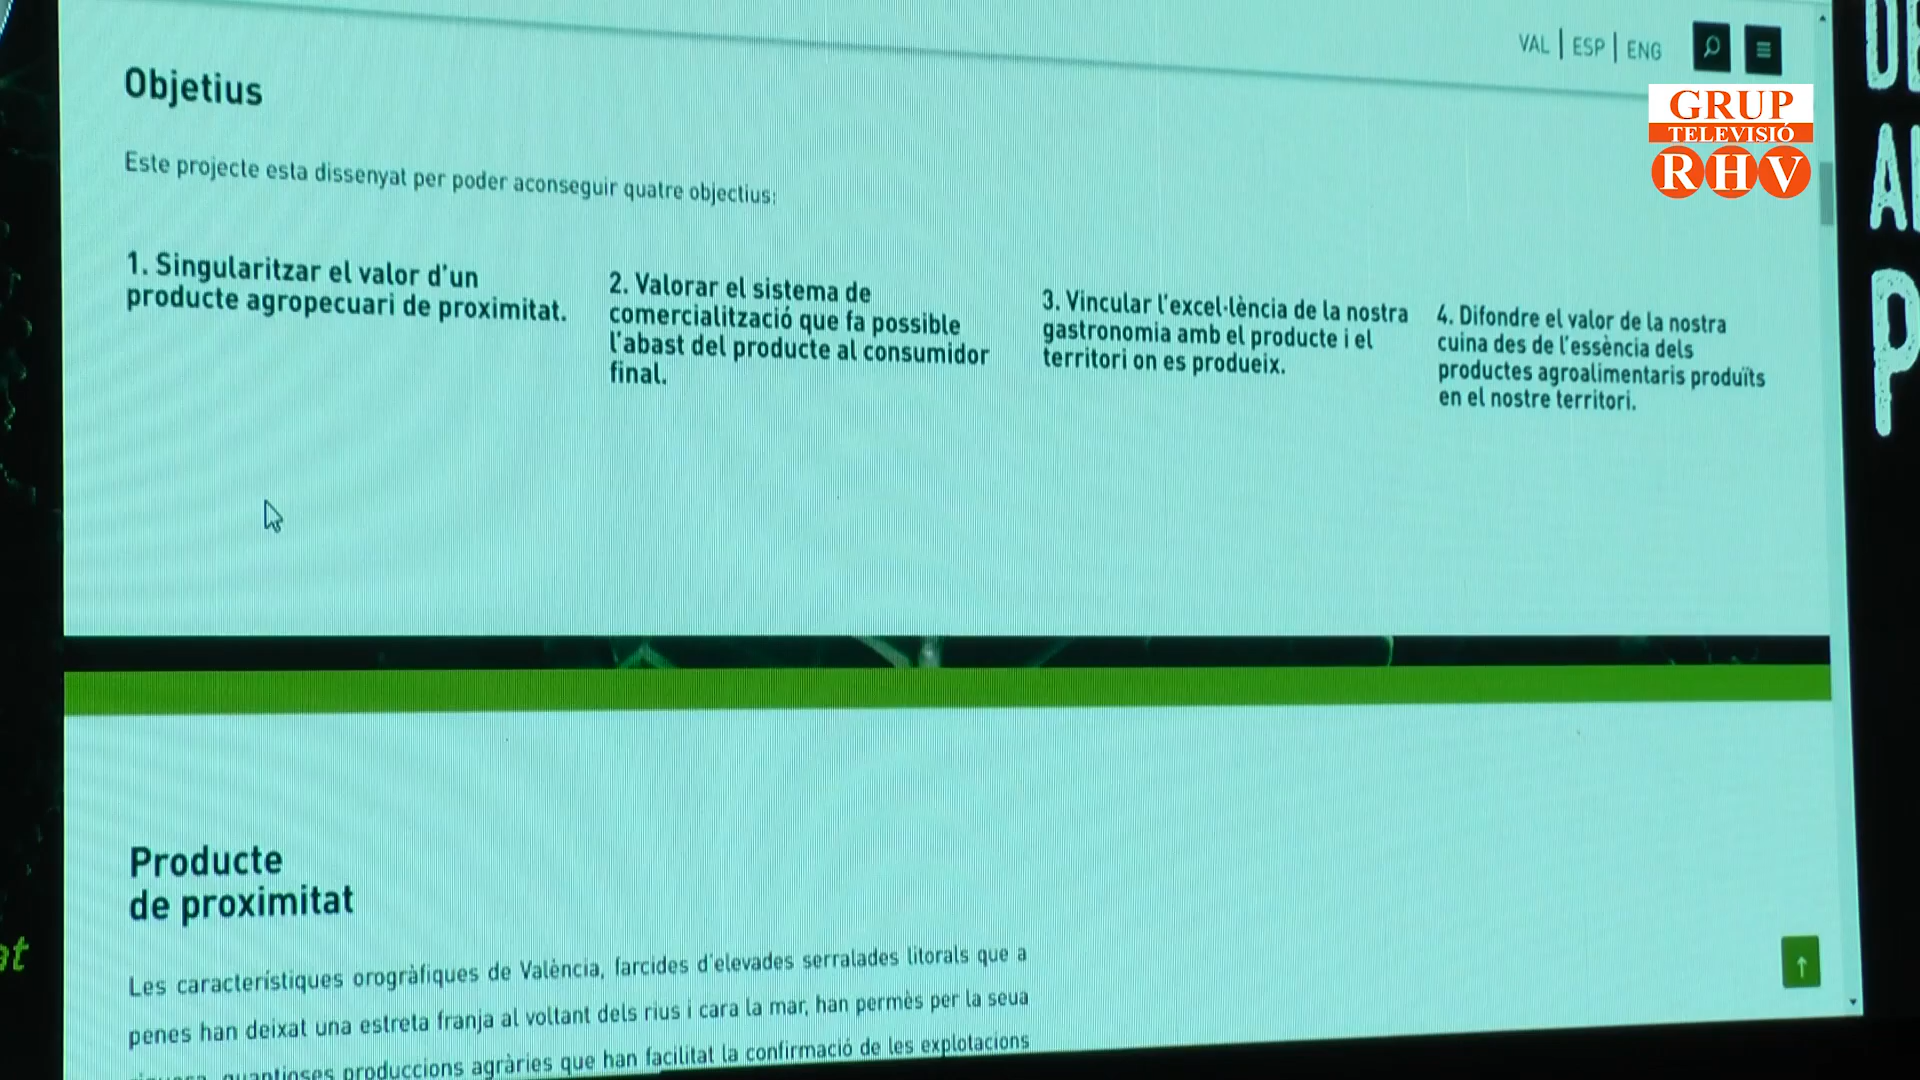 VAL | ESP | ENG
GRUP
TELEVISIÓ
RHV
Objetius
Este projecte esta dissenyat per poder aconseguir quatre objectius:
1. Singularitzar el valor d'un
producte agropecuari de proximitat.
2. Valorar el sistema de
comercialització que fa possible
l'abast del producte al consumidor
final.
3. Vincular l'excel·lència de la nostra
gastronomia amb el producte i el
territori on es produeix.
4. Difondre el valor de la nostra
cuina des de l'essència dels
productes agroalimentaris produïts
en el nostre territori.
Producte
de proximitat
Les característiques orogràfiques de València, farcides d'elevades serralades litorals que a
penes han deixat una estreta franja al voltant dels rius i cara la mar, han permès per la seua
quantioses produccions agràries que han facilitat la confirmació de les explotacions